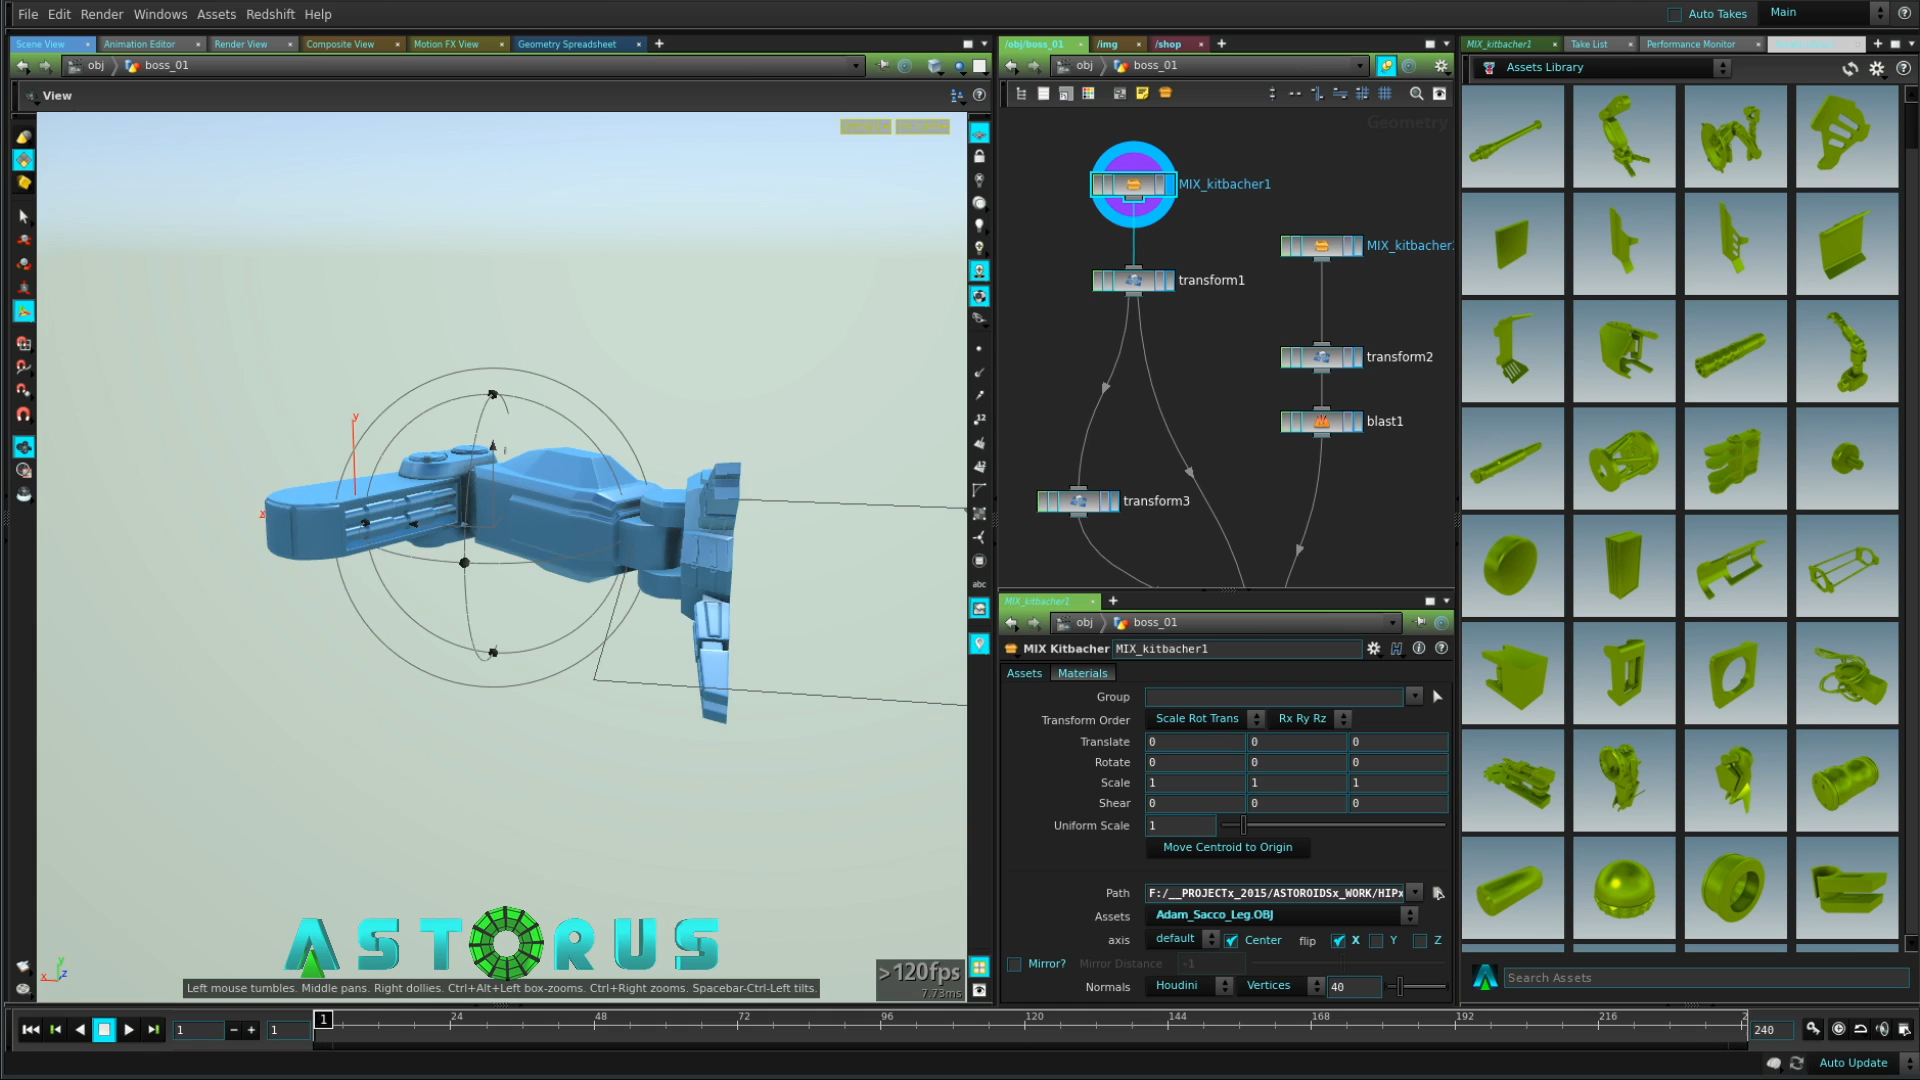 File Edit Render Windows Assets Redshift Help
Auto Takes Main
Scene View Animation Editor Render View Composite View Motion FX View Geometry Spreadsheet
/obj/boss_01 /img /shop
MIX_kitbacher1 Take List Performance Monitor
obj boss_01
obj boss_01
Assets Library
View
Geometry
MIX_kitbacher1
MIX_kitbacher
transform1
transform2
blast1
transform3
y
x
abc
MIX_kitbacher1
obj boss_01
MIX Kitbacher MIX_kitbacher1
Assets Materials
Group
Transform Order Scale Rot Trans Rx Ry Rz
Translate 0 0 0
Rotate 0 0 0
Scale 1 1 1
Shear 0 0 0
Uniform Scale 1
Move Centroid to Origin
Path F:/__PROJECTx_2015/ASTOROIDSx_WORK/HIPx
Assets Adam_Sacco_Leg.OBJ
axis default Center flip X Y Z
Mirror? Mirror Distance -1
Normals Houdini Vertices 40
ASTORUS
>120fps
7.73ms
Left mouse tumbles. Middle pans. Right dollies. Ctrl+Alt+Left box-zooms. Ctrl+Right zooms. Spacebar-Ctrl-Left tilts.
y
x z
Search Assets
1 1 1 24 48 72 96 120 144 168 192 216 2 240
Auto Update